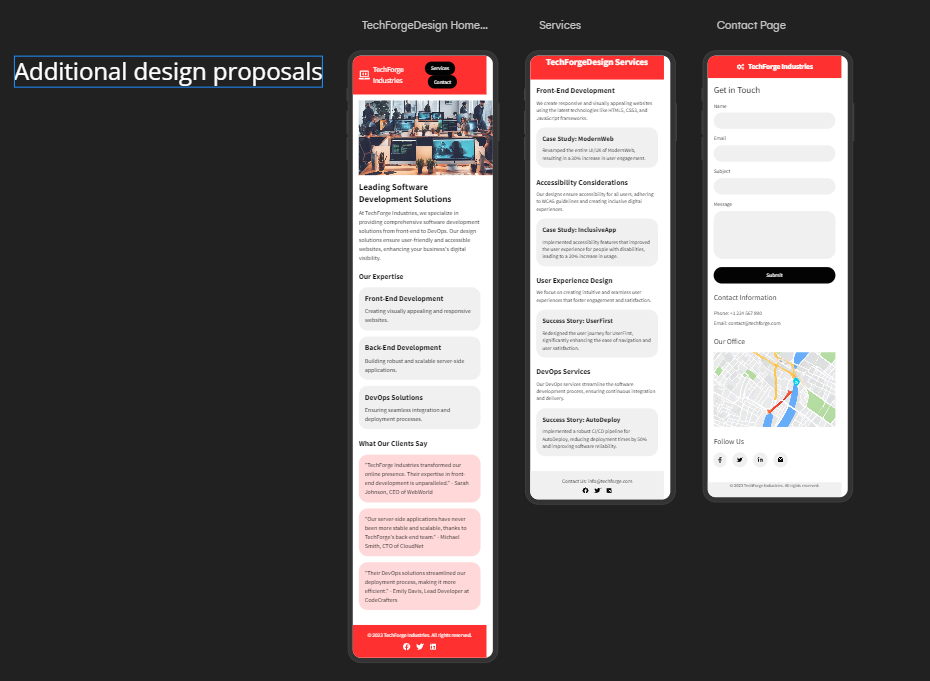 Additional design proposals
TechForgeDesign Home...
TechForge
Industries
Services
Contact
Leading Software
Development Solutions
At TechForge Industries, we specialize in
providing comprehensive software development
solutions from front-end to DevOps. Our design
solutions ensure user-friendly and accessible
websites, enhancing your business's digital
visibility.
Our Expertise
Front-End Development
Creating visually appealing and responsive
websites.
Back-End Development
Building robust and scalable server-side
applications.
DevOps Solutions
Ensuring seamless integration and
deployment processes.
What Our Clients Say
"TechForge Industries transformed our
online presence. Their expertise in front-
end development is unparalleled." - Sarah
Johnson, CEO of WebWorld
"Our server-side applications have never
been more stable and scalable, thanks to
TechForge's back-end team." - Michael
Smith, CTO of CloudNet
"Their DevOps solutions streamlined our
deployment process, making it more
efficient." - Emily Davis, Lead Developer at
CodeCrafters
© 2023 TechForge Industries. All rights reserved.
Services
TechForgeDesign Services
Front-End Development
We create responsive and visually appealing websites
using the latest technologies like HTML5, CSS3, and
JavaScript frameworks.
Case Study: ModernWeb
Revamped the entire UI/UX of ModernWeb,
resulting in a 30% increase in user engagement.
Accessibility Considerations
Our designs ensure accessibility for all users, adhering
to WCAG guidelines and creating inclusive digital
experiences.
Case Study: InclusiveApp
Implemented accessibility features that improved
the user experience for people with disabilities,
leading to a 20% increase in usage.
User Experience Design
We focus on creating intuitive and seamless user
experiences that foster engagement and satisfaction.
Success Story: UserFirst
Redesigned the user journey for UserFirst,
significantly enhancing the ease of navigation and
user satisfaction.
DevOps Services
Our DevOps services streamline the software
development process, ensuring continuous integration
and delivery.
Success Story: AutoDeploy
Implemented a robust CI/CD pipeline for
AutoDeploy, reducing deployment times by 50%
and improving software reliability.
Contact Us: info@techforge.com
Contact Page
TechForge Industries
Get in Touch
Name
Email
Subject
Message
Submit
Contact Information
Phone: +1 234 567 890
Email: contact@techforge.com
Our Office
Follow Us
© 2023 TechForge Industries. All rights reserved.